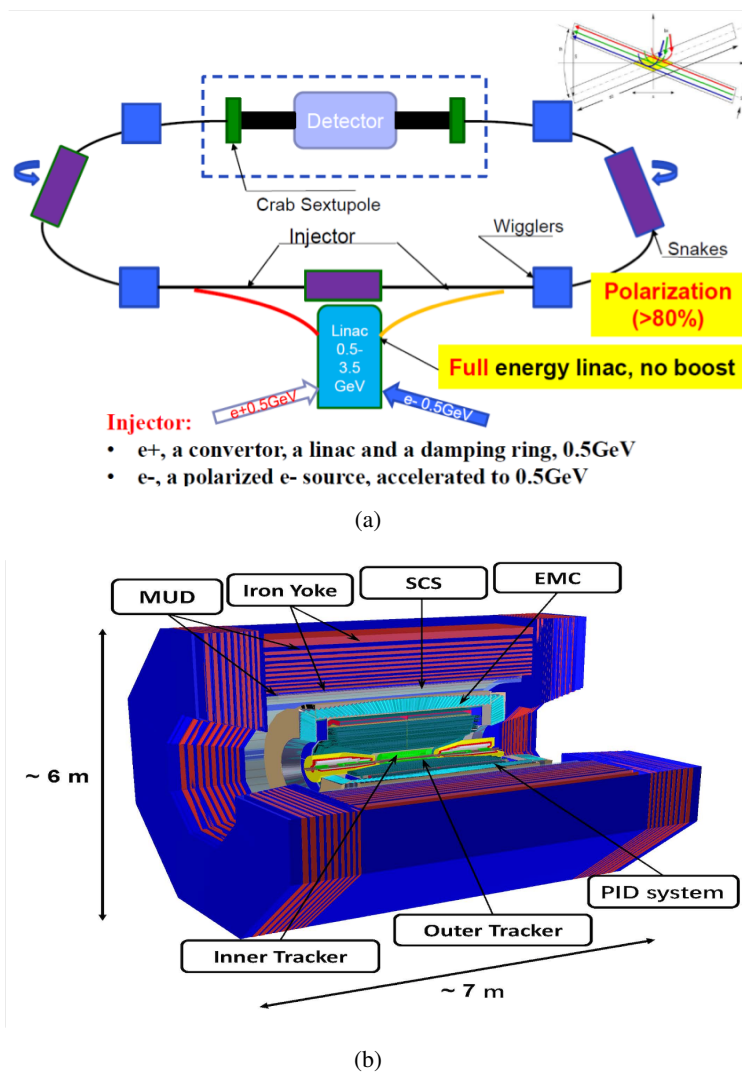 Detector
Crab Sextupole
Injector
Wigglers
Snakes
Polarization
(>80%)
Linac
0.5-
3.5
GeV
Full energy linac, no boost
e+0.5GeV
e- 0.5GeV
Injector:
• e+, a convertor, a linac and a damping ring, 0.5GeV
• e-, a polarized e- source, accelerated to 0.5GeV
(a)
MUD
Iron Yoke
SCS
EMC
~ 6 m
PID system
Outer Tracker
Inner Tracker
~ 7 m
(b)